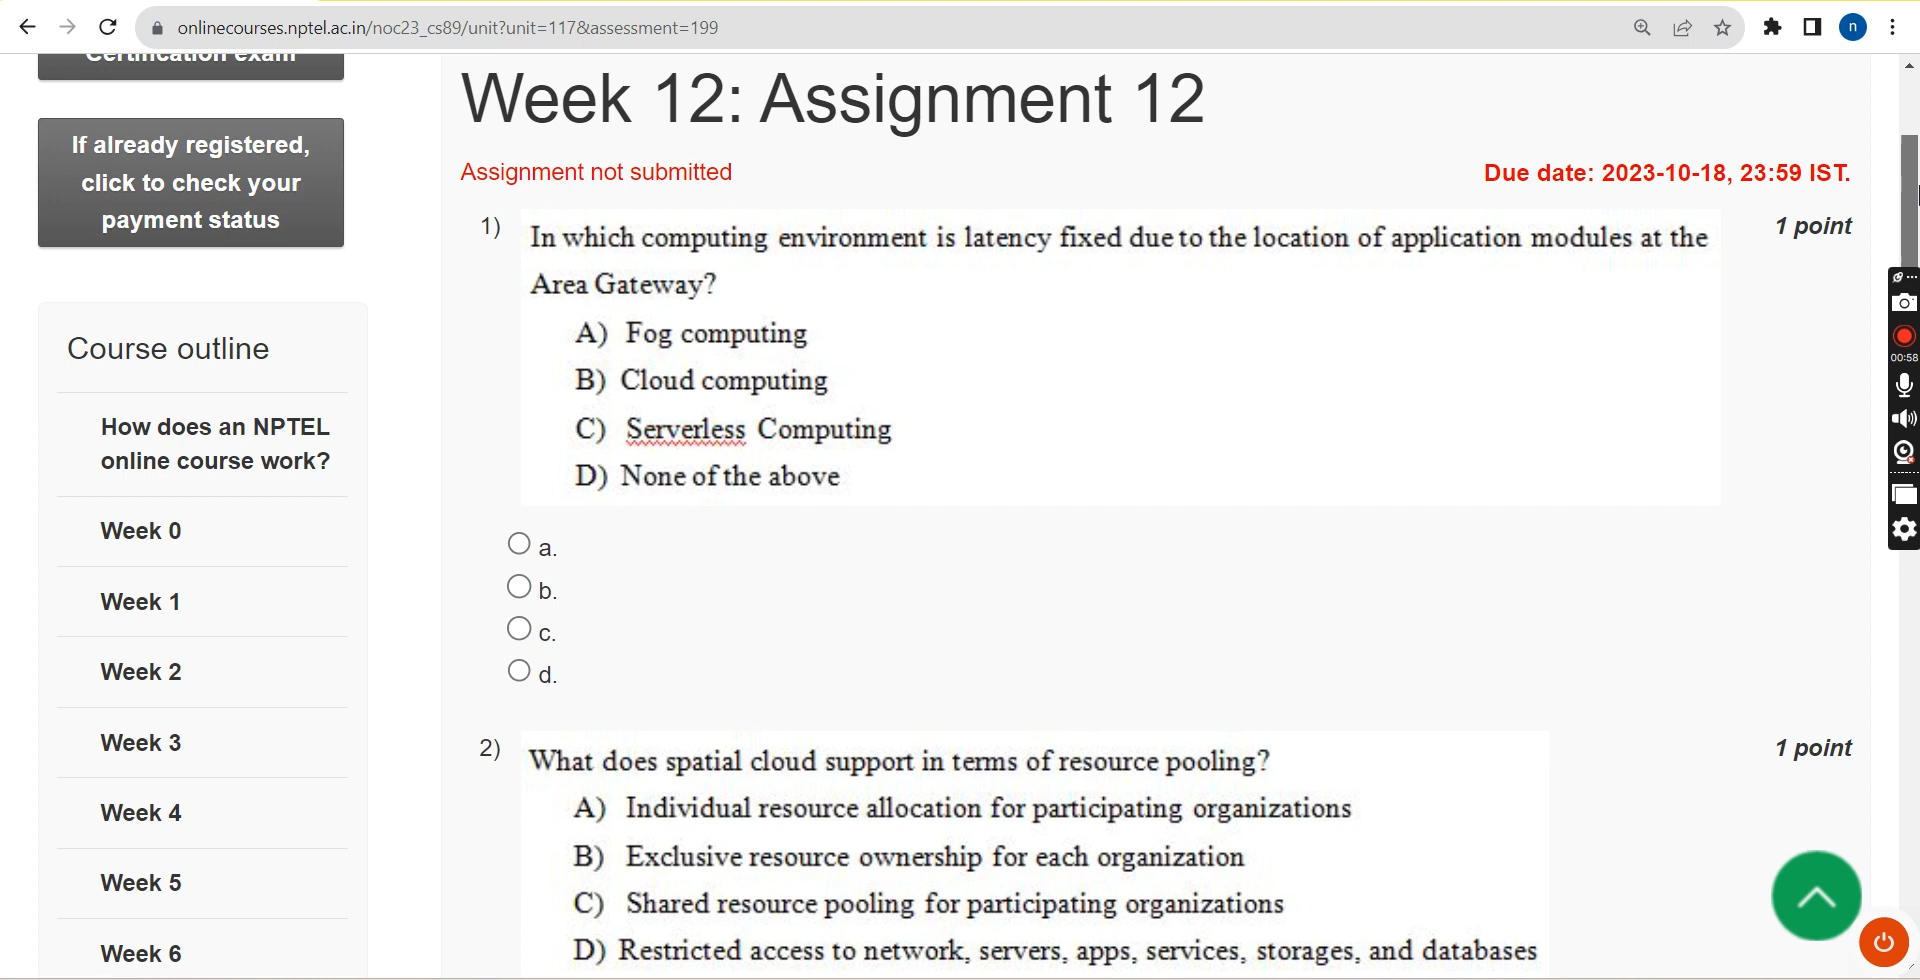 onlinecourses.nptel.ac.in/noc23_cs89/unit?unit=117&assessment=199
n
Certification exam
If already registered,
click to check your
payment status
Course outline
How does an NPTEL
online course work?
Week 0
Week 1
Week 2
Week 3
Week 4
Week 5
Week 6
Week 12: Assignment 12
Assignment not submitted
Due date: 2023-10-18, 23:59 IST.
1)
In which computing environment is latency fixed due to the location of application modules at the
Area Gateway?
A) Fog computing
B) Cloud computing
C) Serverless Computing
D) None of the above
1 point
a.
b.
c.
d.
2)
What does spatial cloud support in terms of resource pooling?
A) Individual resource allocation for participating organizations
B) Exclusive resource ownership for each organization
C) Shared resource pooling for participating organizations
D) Restricted access to network, servers, apps, services, storages, and databases
1 point
00:58